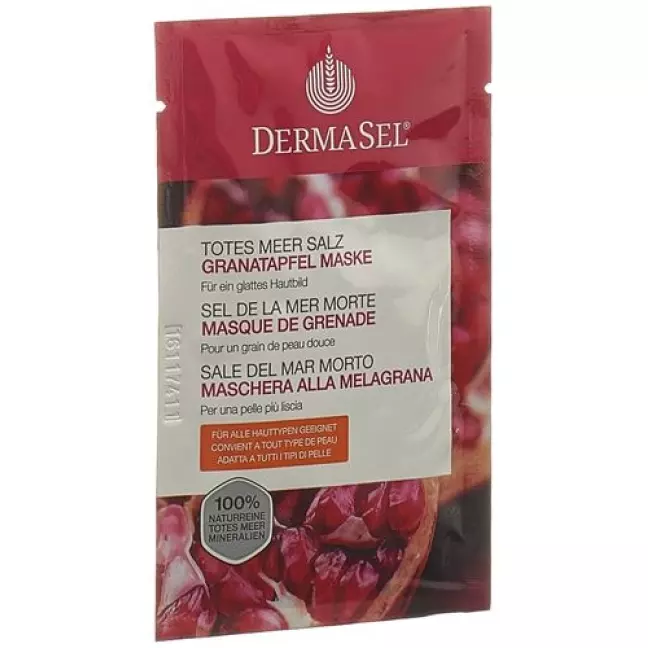 DERMASEL®
TOTES MEER SALZ
GRANATAPFEL MASKE
Für ein glattes Hautbild
SEL DE LA MER MORTE
MASQUE DE GRENADE
Pour un grain de peau douce
SALE DEL MAR MORTO
MASCHERA ALLA MELAGRANA
Per una pelle più liscia
FÜR ALLE HAUTTYPEN GEEIGNET
CONVIENT A TOUT TYPE DE PEAU
ADATTA A TUTTI I TIPI DI PELLE
100%
NATURREINE
TOTES MEER
MINERALIEN